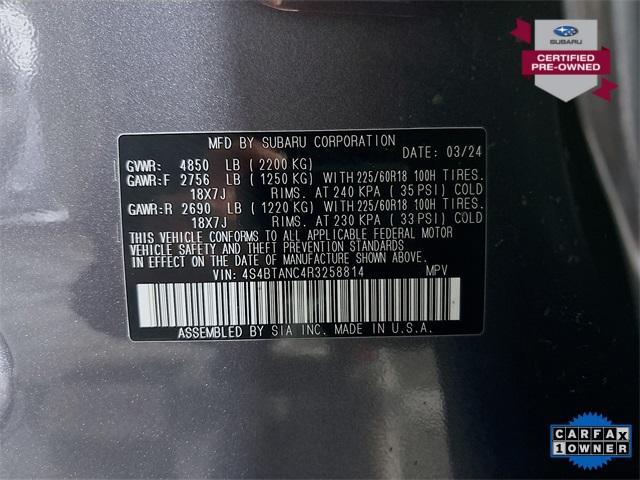 SUBARU
CERTIFIED
PRE-OWNED
MFD BY SUBARU CORPORATION
DATE: 03/24
GVWR: 4850 LB ( 2200 KG)
GAWR:F 2756 LB ( 1250 KG) WITH 225/60R18 100H TIRES.
18X7J RIMS. AT 240 KPA ( 35 PSI) COLD
GAWR:R 2690 LB ( 1220 KG) WITH 225/60R18 100H TIRES.
18X7J RIMS. AT 230 KPA ( 33 PSI) COLD
THIS VEHICLE CONFORMS TO ALL APPLICABLE FEDERAL MOTOR
VEHICLE SAFETY AND THEFT PREVENTION STANDARDS
IN EFFECT ON THE DATE OF MANUFACTURE SHOWN ABOVE.
VIN: 4S4BTANC4R3258814 MPV
ASSEMBLED BY SIA INC. MADE IN U.S.A.
CARFAX
1 OWNER